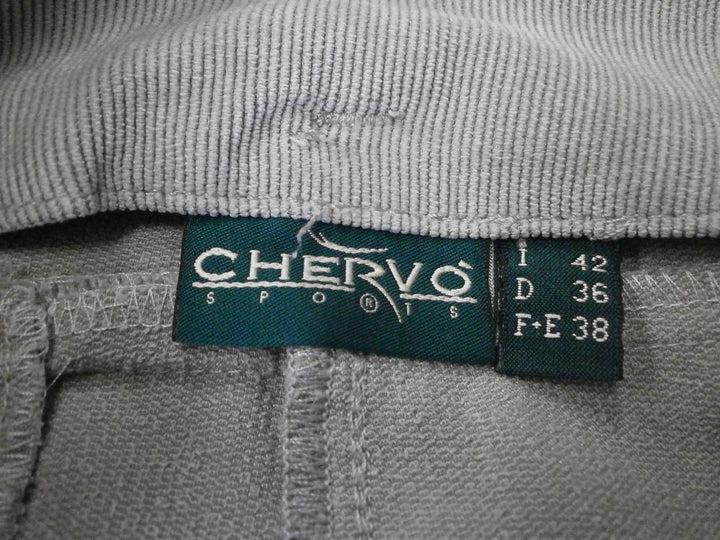 CHERVÒ
SPORTS
®
I 42
D 36
F+E 38